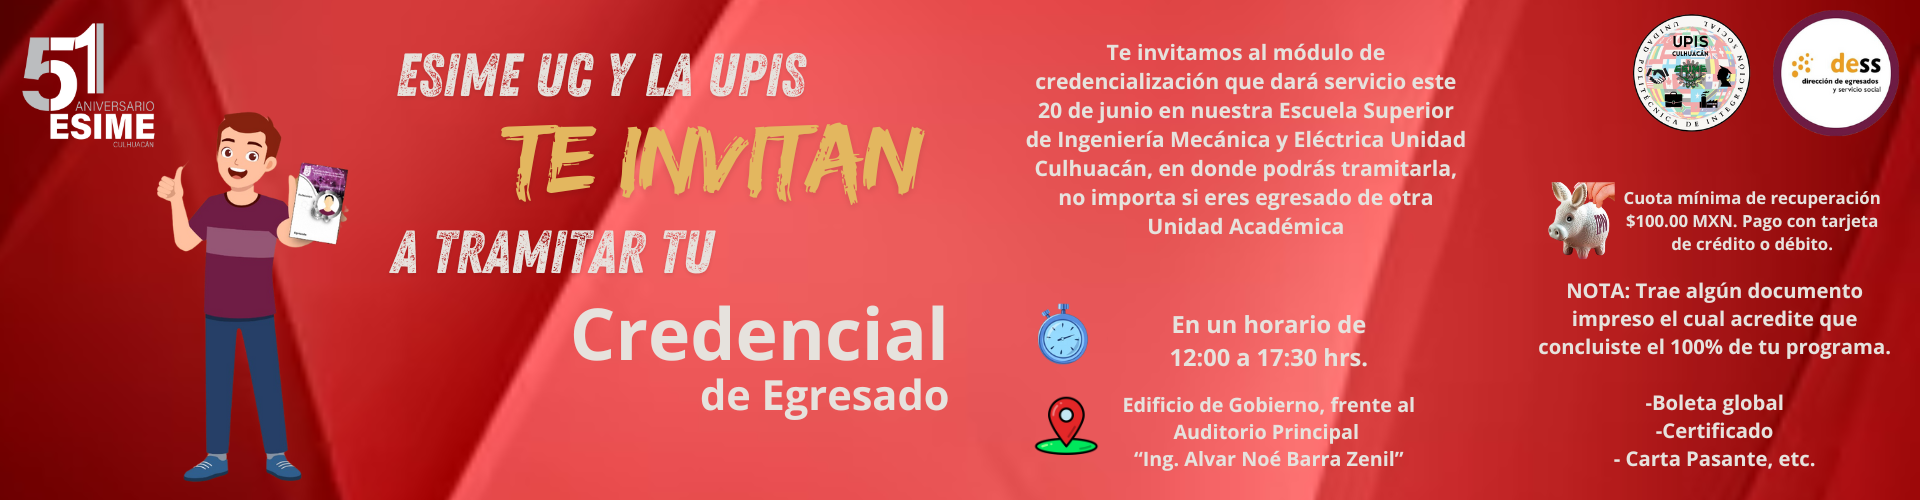 51
ANIVERSARIO
ESIME
CULHUACÁN
ESIME UC Y LA UPIS
TE INVITAN
A TRAMITAR TU
Credencial
de Egresado
Te invitamos al módulo de
credencialización que dará servicio este
20 de junio en nuestra Escuela Superior
de Ingeniería Mecánica y Eléctrica Unidad
Culhuacán, en donde podrás tramitarla,
no importa si eres egresado de otra
Unidad Académica
En un horario de
12:00 a 17:30 hrs.
Edificio de Gobierno, frente al
Auditorio Principal
“Ing. Alvar Noé Barra Zenil”
UNIDAD POLITÉCNICA DE INTEGRACIÓN SOCIAL
UPIS
CULHUACÁN
dess
dirección de egresados
y servicio social
Cuota mínima de recuperación
$100.00 MXN. Pago con tarjeta
de crédito o débito.
NOTA: Trae algún documento
impreso el cual acredite que
concluiste el 100% de tu programa.
-Boleta global
-Certificado
- Carta Pasante, etc.